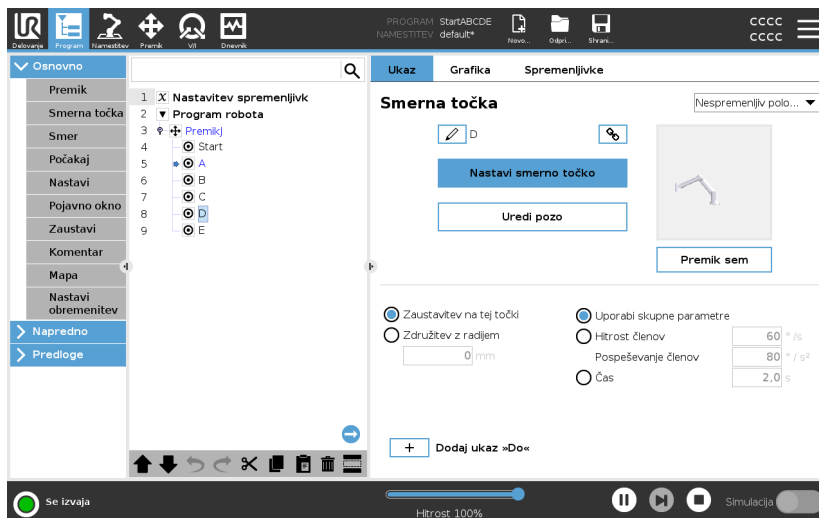 UR
Delovanje
Program
Namestitev
Premik
V/I
Dnevnik
PROGRAM StartABCDE
NAMESTITEV default*
Novo...
Odpri...
Shrani...
cccc
cccc
Osnovno
Premik
Smerna točka
Smer
Počakaj
Nastavi
Pojavno okno
Zaustavi
Komentar
Mapa
Nastavi
obremenitev
Napredno
Predloge
1 X Nastavitev spremenljivk
2 Program robota
3 PremikJ
4 Start
5 A
6 B
7 C
8 D
9 E
Ukaz
Grafika
Spremenljivke
Smerna točka
Nespremenljiv polo...
D
Nastavi smerno točko
Uredi pozo
Premik sem
Zaustavitev na tej točki
Združitev z radijem
0 mm
Uporabi skupne parametre
Hitrost členov 60 °/s
Pospeševanje členov 80 °/s²
Čas 2,0 s
+ Dodaj ukaz »Do«
Se izvaja
Hitrost 100%
Simulacija